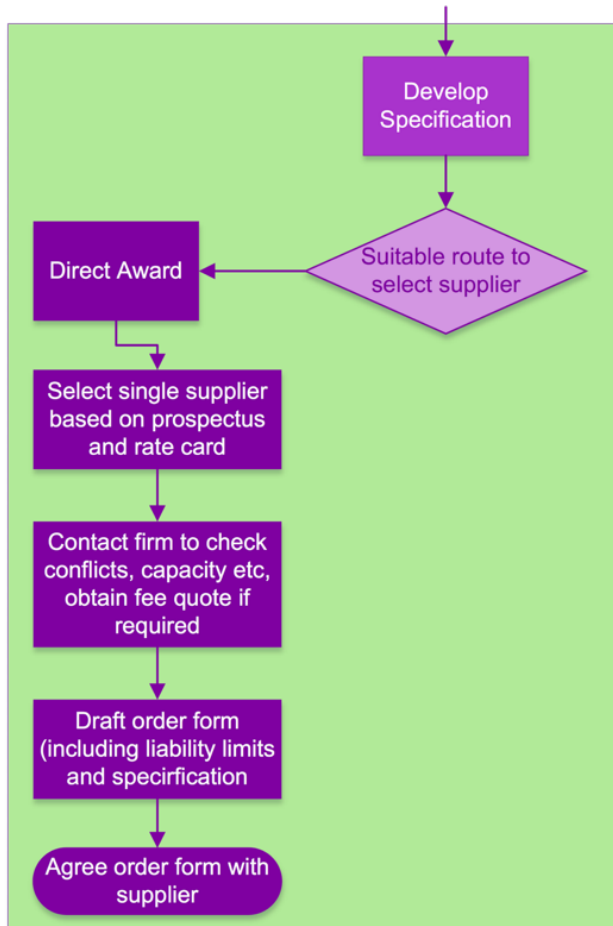 Develop
Specification
Suitable route to
select supplier
Direct Award
Select single supplier
based on prospectus
and rate card
Contact firm to check
conflicts, capacity etc,
obtain fee quote if
required
Draft order form
(including liability limits
and specirfication
Agree order form with
supplier